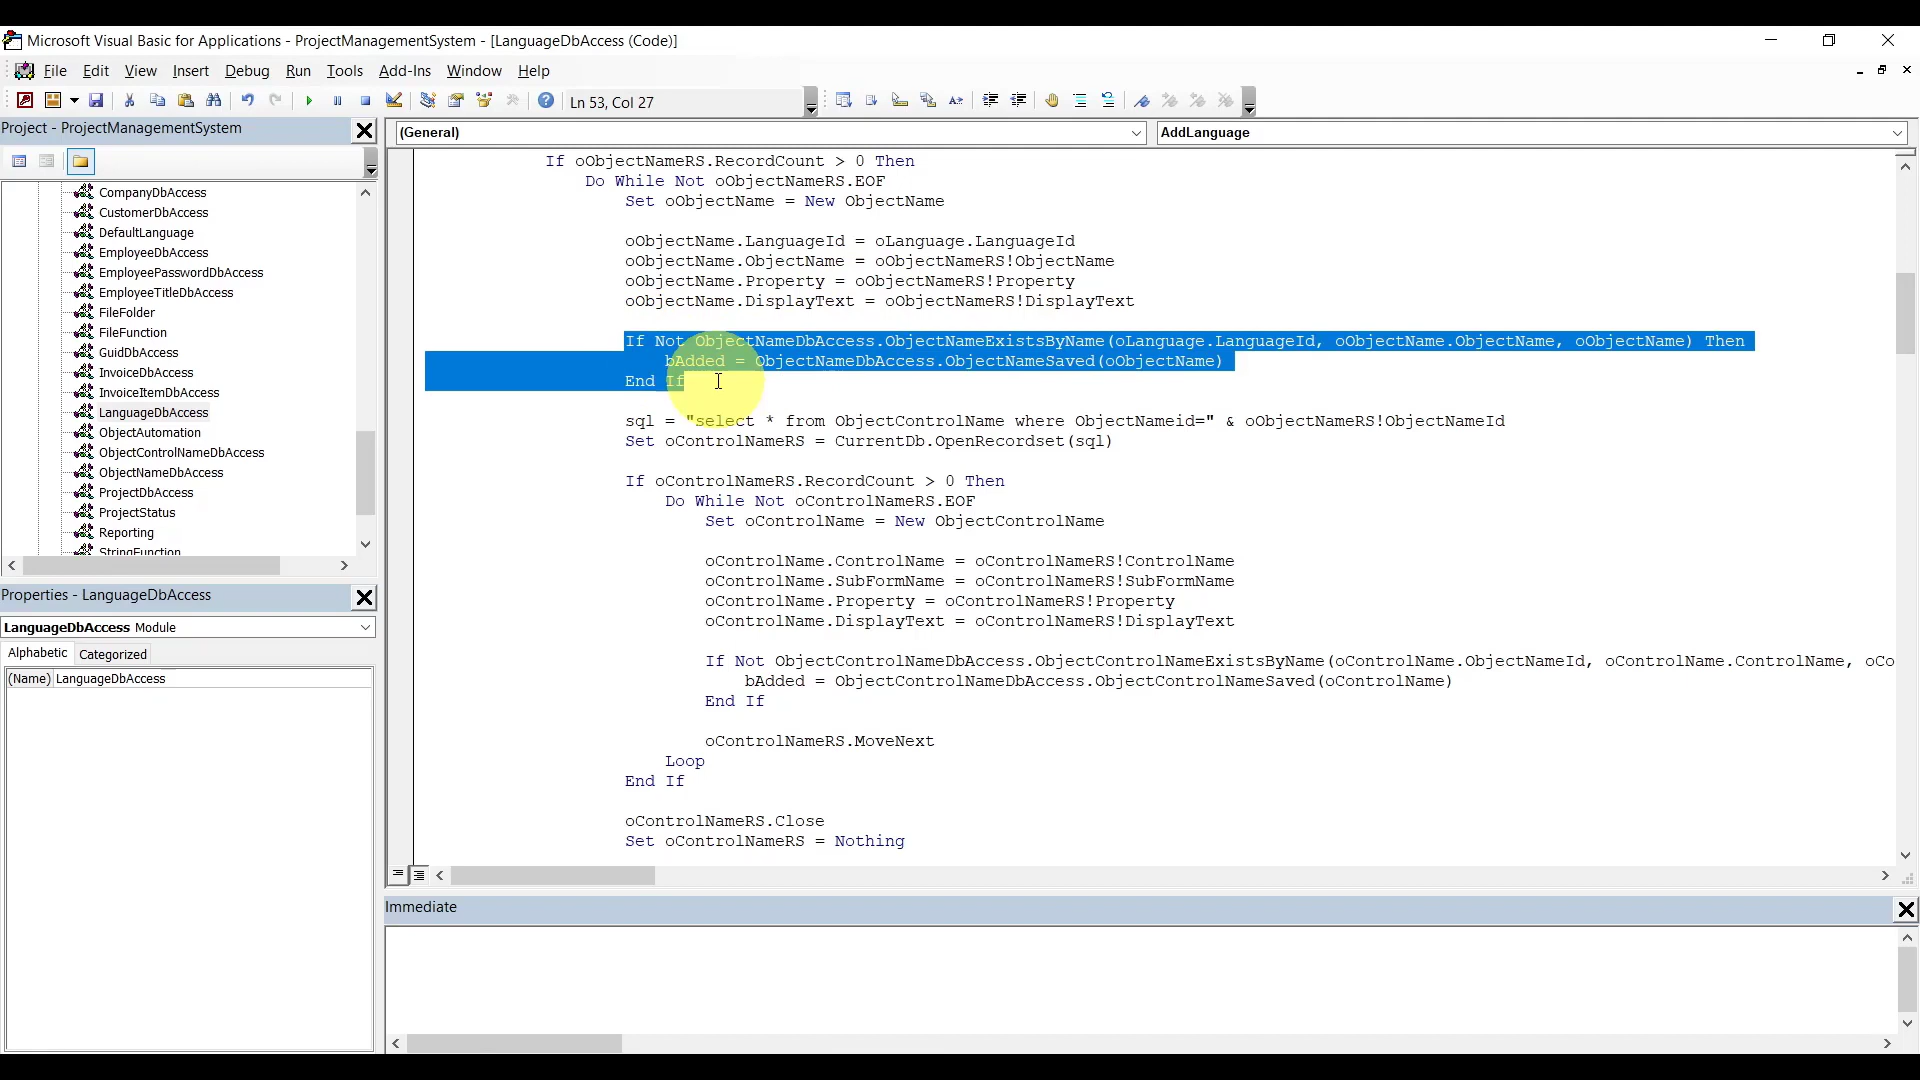 Microsoft Visual Basic for Applications - ProjectManagementSystem - [LanguageDbAccess (Code)]
File Edit View Insert Debug Run Tools Add-Ins Window Help
Ln 53, Col 27
Project - ProjectManagementSystem
CompanyDbAccess
CustomerDbAccess
DefaultLanguage
EmployeeDbAccess
EmployeePasswordDbAccess
EmployeeTitleDbAccess
FileFolder
FileFunction
GuidDbAccess
InvoiceDbAccess
InvoiceItemDbAccess
LanguageDbAccess
ObjectAutomation
ObjectControlNameDbAccess
ObjectNameDbAccess
ProjectDbAccess
ProjectStatus
Reporting
StringFunction
Properties - LanguageDbAccess
LanguageDbAccess Module
Alphabetic Categorized
(Name) LanguageDbAccess
(General) AddLanguage
If oObjectNameRS.RecordCount > 0 Then
Do While Not oObjectNameRS.EOF
Set oObjectName = New ObjectName
oObjectName.LanguageId = oLanguage.LanguageId
oObjectName.ObjectName = oObjectNameRS!ObjectName
oObjectName.Property = oObjectNameRS!Property
oObjectName.DisplayText = oObjectNameRS!DisplayText
If Not ObjectNameDbAccess.ObjectNameExistsByName(oLanguage.LanguageId, oObjectName.ObjectName, oObjectName) Then
bAdded = ObjectNameDbAccess.ObjectNameSaved(oObjectName)
End If
sql = "select * from ObjectControlName where ObjectNameid=" & oObjectNameRS!ObjectNameId
Set oControlNameRS = CurrentDb.OpenRecordset(sql)
If oControlNameRS.RecordCount > 0 Then
Do While Not oControlNameRS.EOF
Set oControlName = New ObjectControlName
oControlName.ControlName = oControlNameRS!ControlName
oControlName.SubFormName = oControlNameRS!SubFormName
oControlName.Property = oControlNameRS!Property
oControlName.DisplayText = oControlNameRS!DisplayText
If Not ObjectControlNameDbAccess.ObjectControlNameExistsByName(oControlName.ObjectNameId, oControlName.ControlName, oCo
bAdded = ObjectControlNameDbAccess.ObjectControlNameSaved(oControlName)
End If
oControlNameRS.MoveNext
Loop
End If
oControlNameRS.Close
Set oControlNameRS = Nothing
Immediate